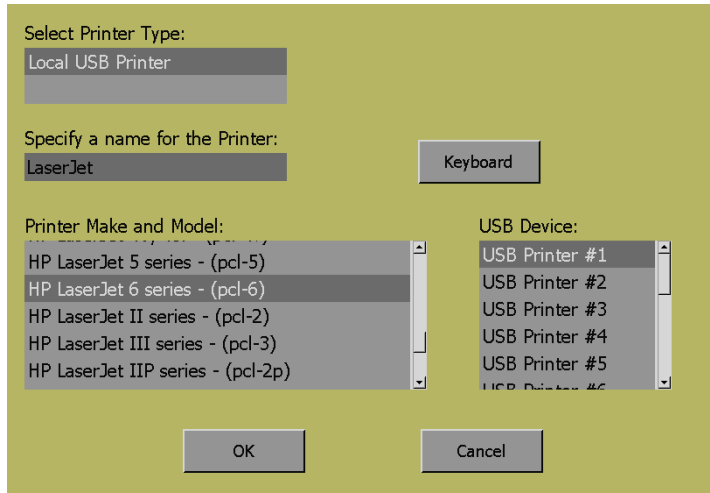 Select Printer Type:
Local USB Printer
Specify a name for the Printer:
LaserJet
Keyboard
Printer Make and Model:
HP LaserJet 5 series - (pcl-5)
HP LaserJet 6 series - (pcl-6)
HP LaserJet II series - (pcl-2)
HP LaserJet III series - (pcl-3)
HP LaserJet IIP series - (pcl-2p)
USB Device:
USB Printer #1
USB Printer #2
USB Printer #3
USB Printer #4
USB Printer #5
USB Printer #6
OK
Cancel